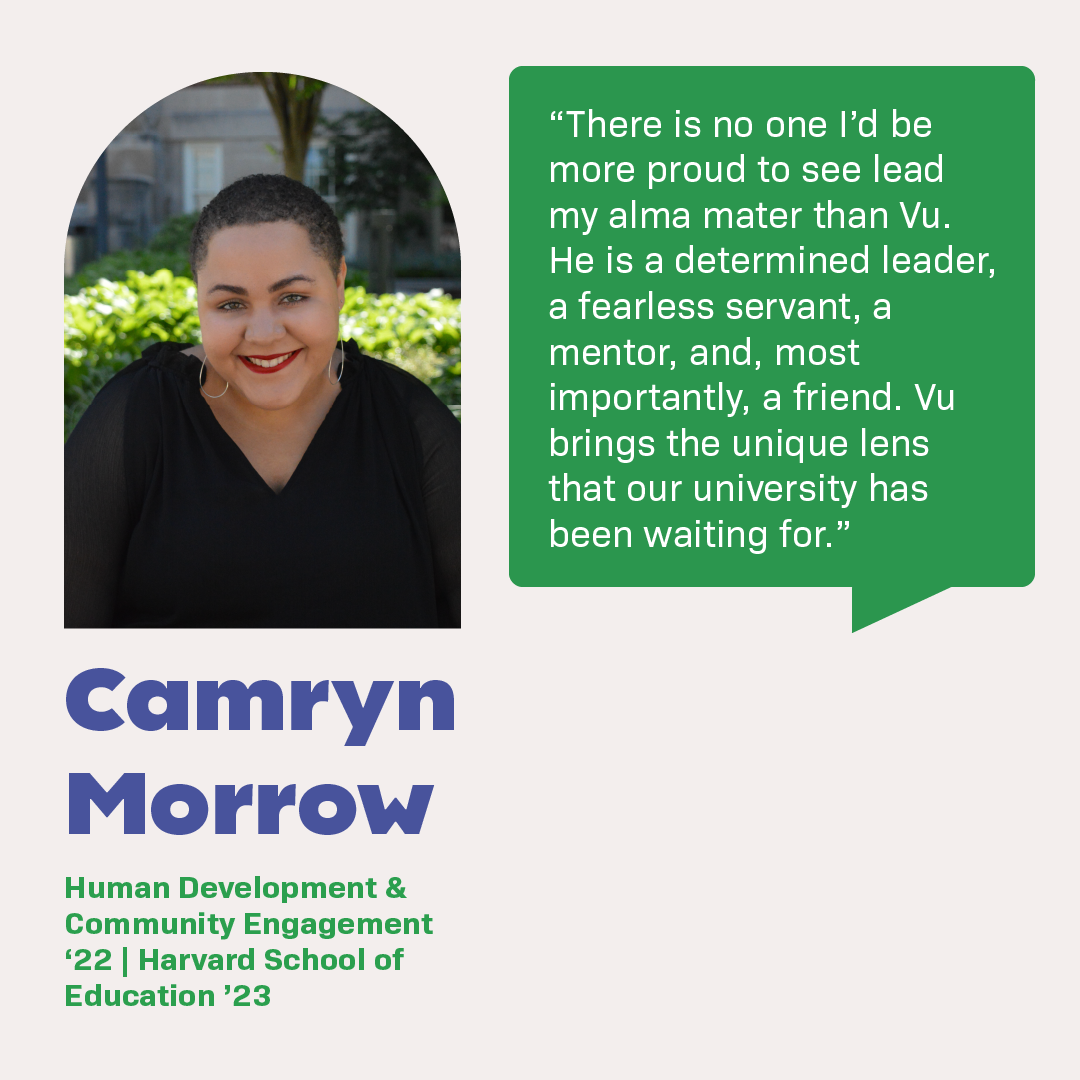 “There is no one I’d be
more proud to see lead
my alma mater than Vu.
He is a determined leader,
a fearless servant, a
mentor, and, most
importantly, a friend. Vu
brings the unique lens
that our university has
been waiting for.”
Camryn
Morrow
Human Development &
Community Engagement
‘22 | Harvard School of
Education ’23